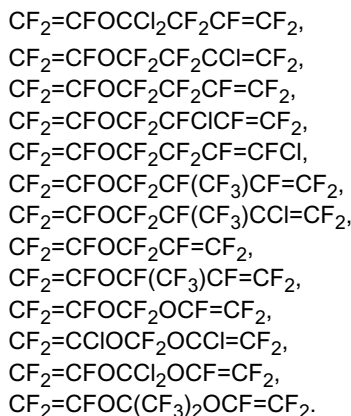 CF₂=CFOCCl₂CF₂CF=CF₂,
CF₂=CFOCF₂CF₂CCl=CF₂,
CF₂=CFOCF₂CF₂CF=CF₂,
CF₂=CFOCF₂CFClCF=CF₂,
CF₂=CFOCF₂CF₂CF=CFCl,
CF₂=CFOCF₂CF(CF₃)CF=CF₂,
CF₂=CFOCF₂CF(CF₃)CCl=CF₂,
CF₂=CFOCF₂CF=CF₂,
CF₂=CFOCF(CF₃)CF=CF₂,
CF₂=CFOCF₂OCF=CF₂,
CF₂=CClOCF₂OCCl=CF₂,
CF₂=CFOCCl₂OCF=CF₂,
CF₂=CFOC(CF₃)₂OCF=CF₂.